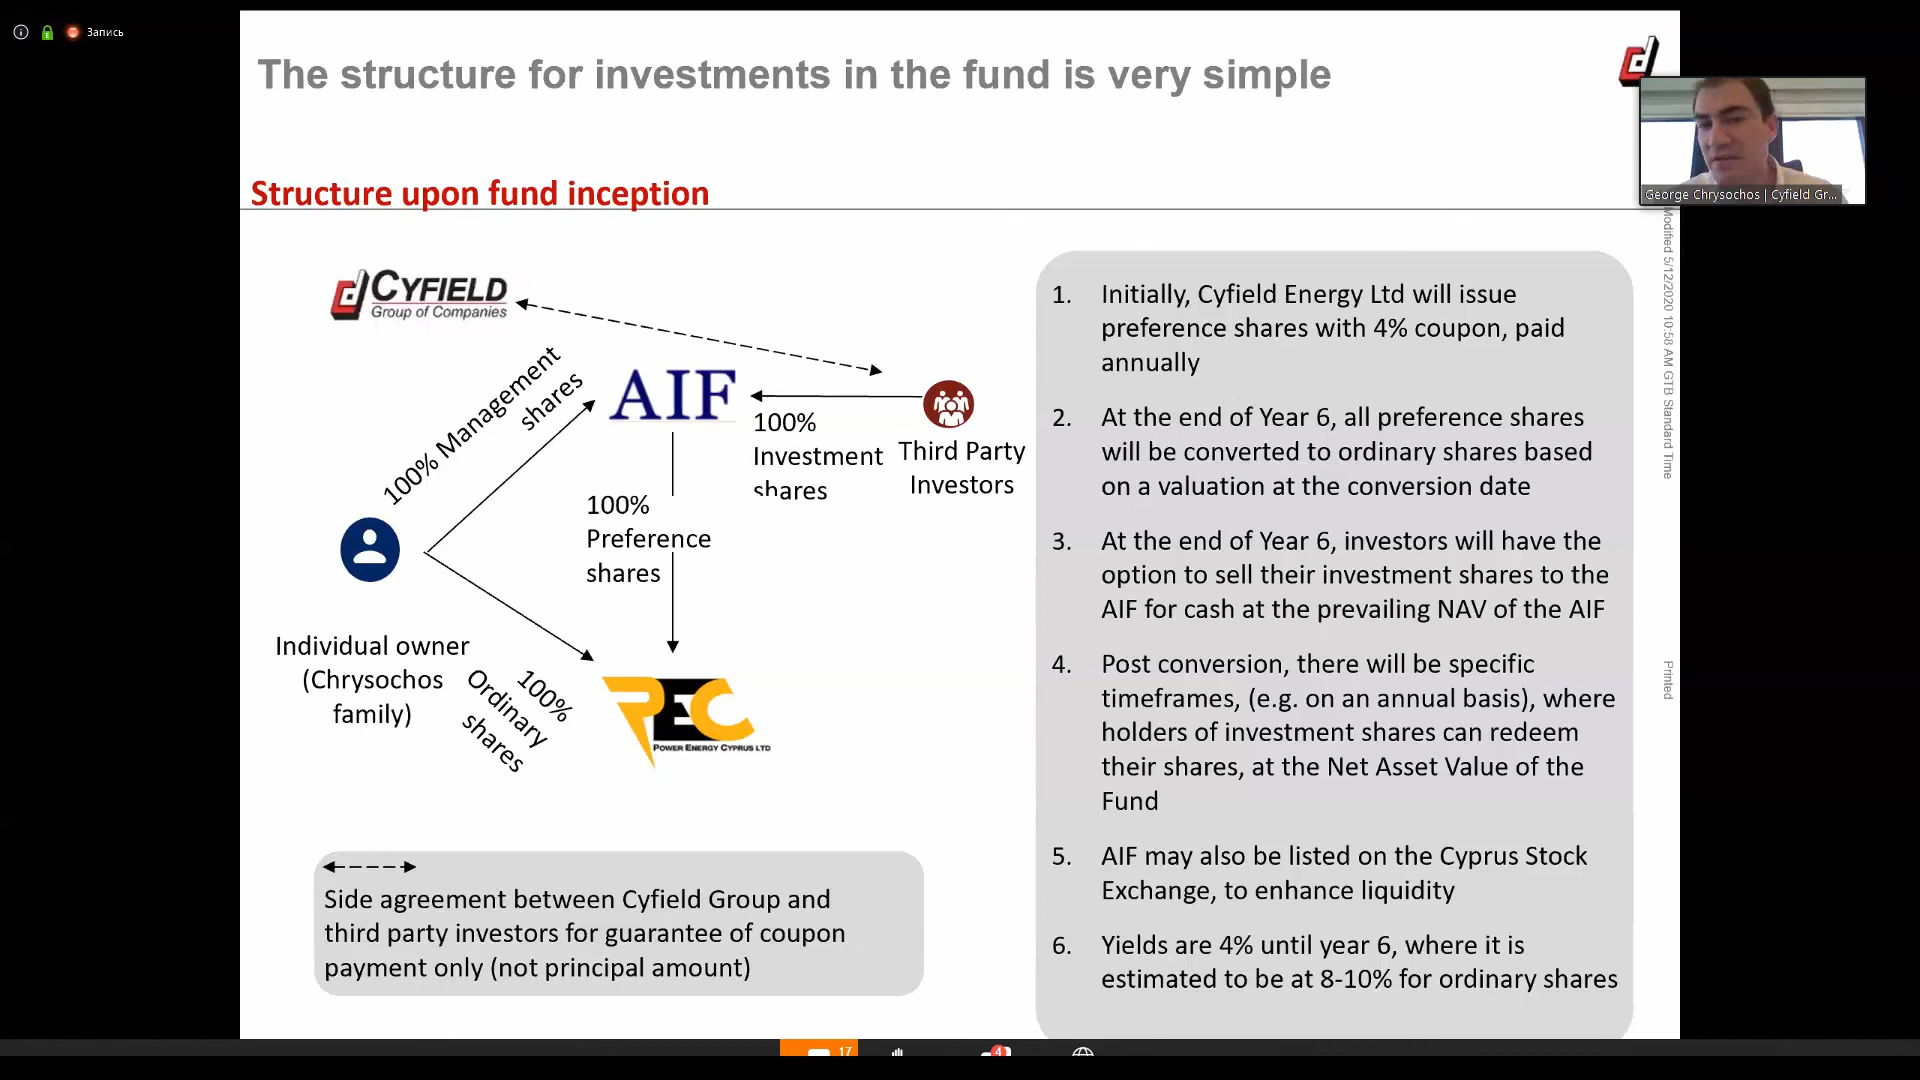 Запись
The structure for investments in the fund is very simple
George Chrysochos | Cyfield Gr...
Structure upon fund inception
CYFIELD
Group of Companies
100% Management
shares
AIF
100%
Investment
shares
Third Party
Investors
100%
Preference
shares
Individual owner
(Chrysochos
family)
100%
Ordinary
shares
PEC
POWER ENERGY CYPRUS LTD
Side agreement between Cyfield Group and
third party investors for guarantee of coupon
payment only (not principal amount)
1. Initially, Cyfield Energy Ltd will issue
preference shares with 4% coupon, paid
annually
2. At the end of Year 6, all preference shares
will be converted to ordinary shares based
on a valuation at the conversion date
3. At the end of Year 6, investors will have the
option to sell their investment shares to the
AIF for cash at the prevailing NAV of the AIF
4. Post conversion, there will be specific
timeframes, (e.g. on an annual basis), where
holders of investment shares can redeem
their shares, at the Net Asset Value of the
Fund
5. AIF may also be listed on the Cyprus Stock
Exchange, to enhance liquidity
6. Yields are 4% until year 6, where it is
estimated to be at 8-10% for ordinary shares
Modified 5/12/2020 10:58 AM GTB Standard Time
Printed
17
4